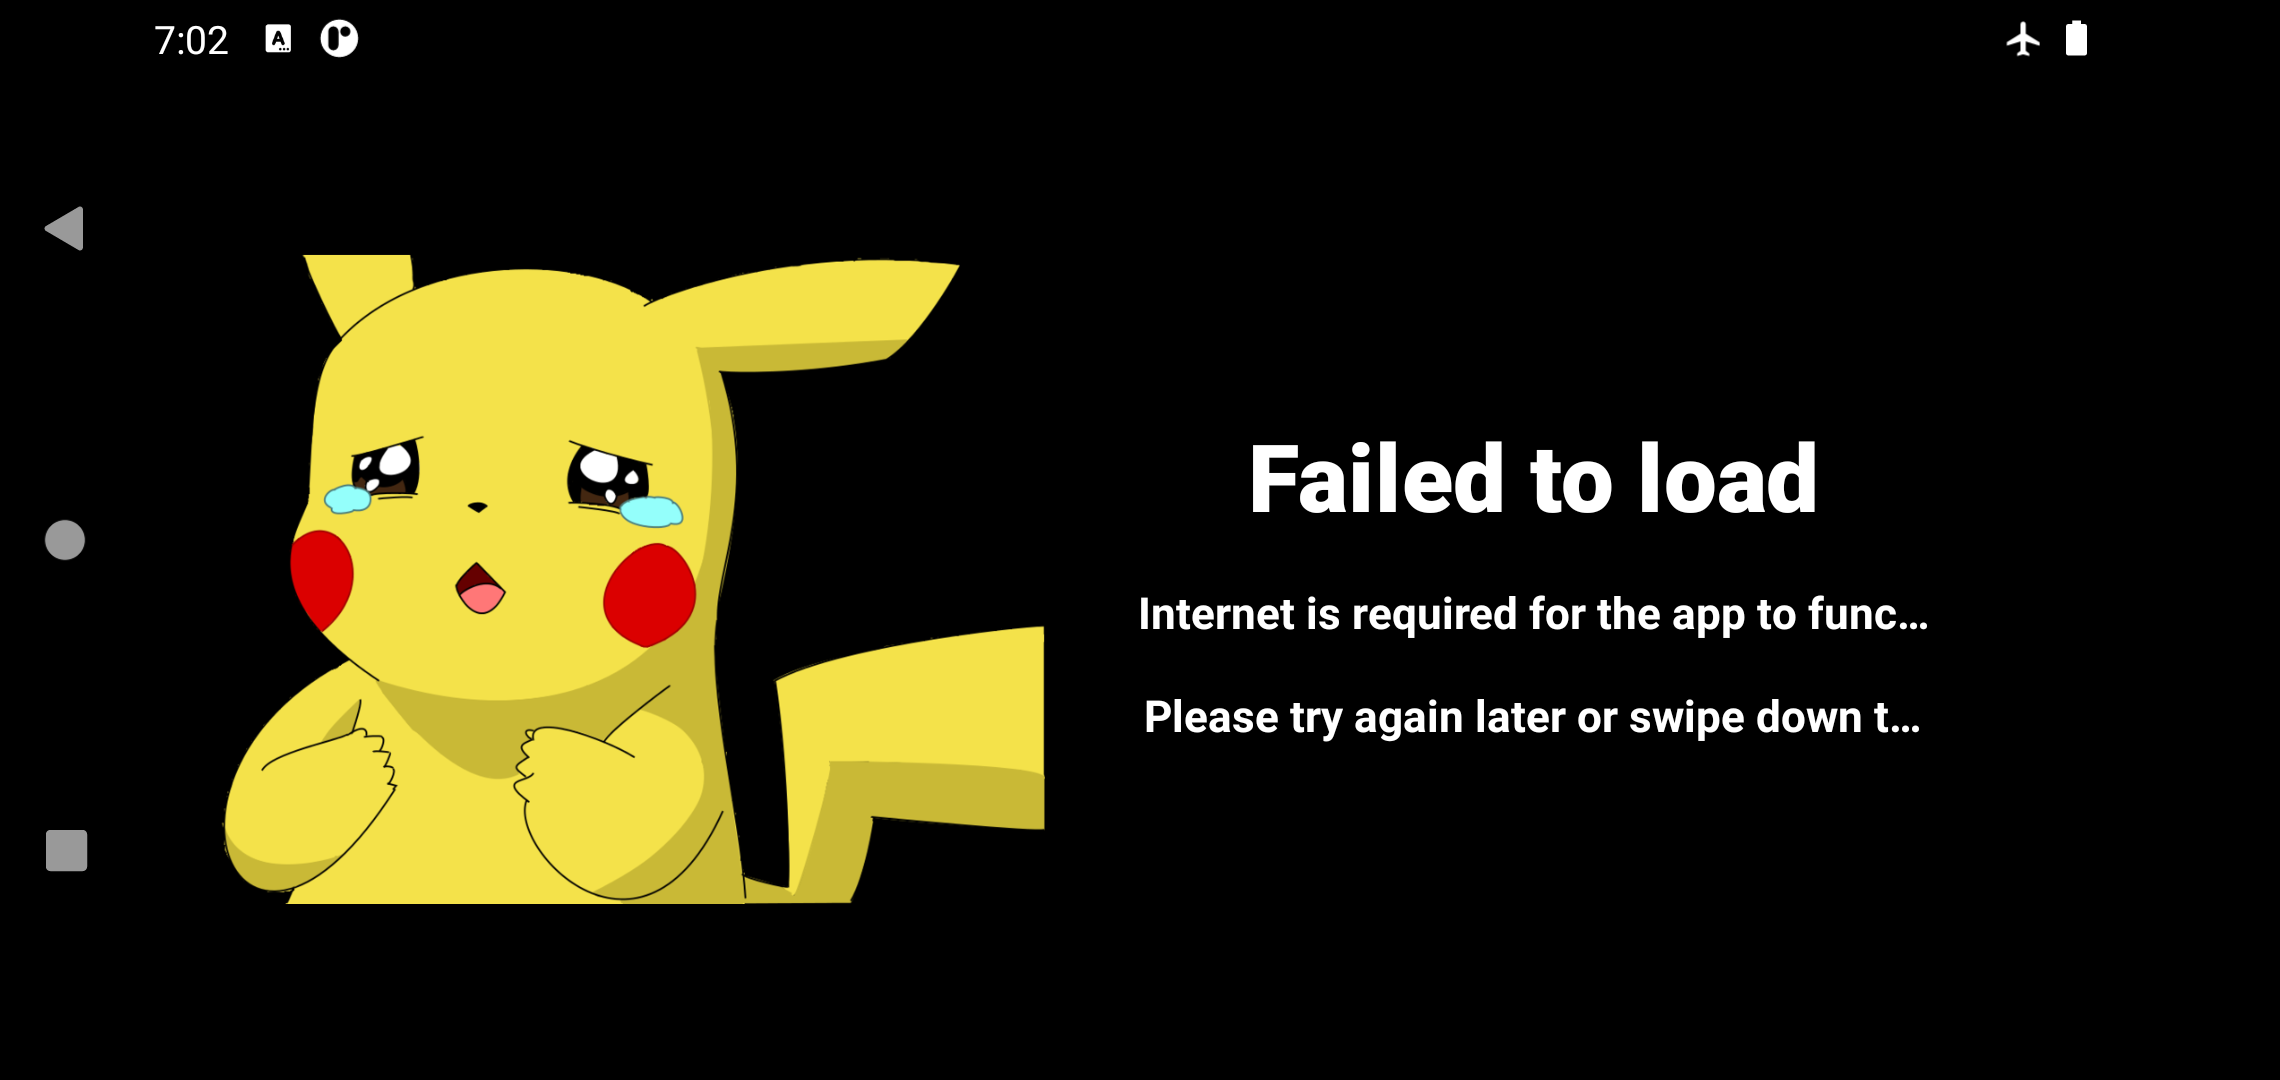 7:02
Failed to load
Internet is required for the app to func...
Please try again later or swipe down t...